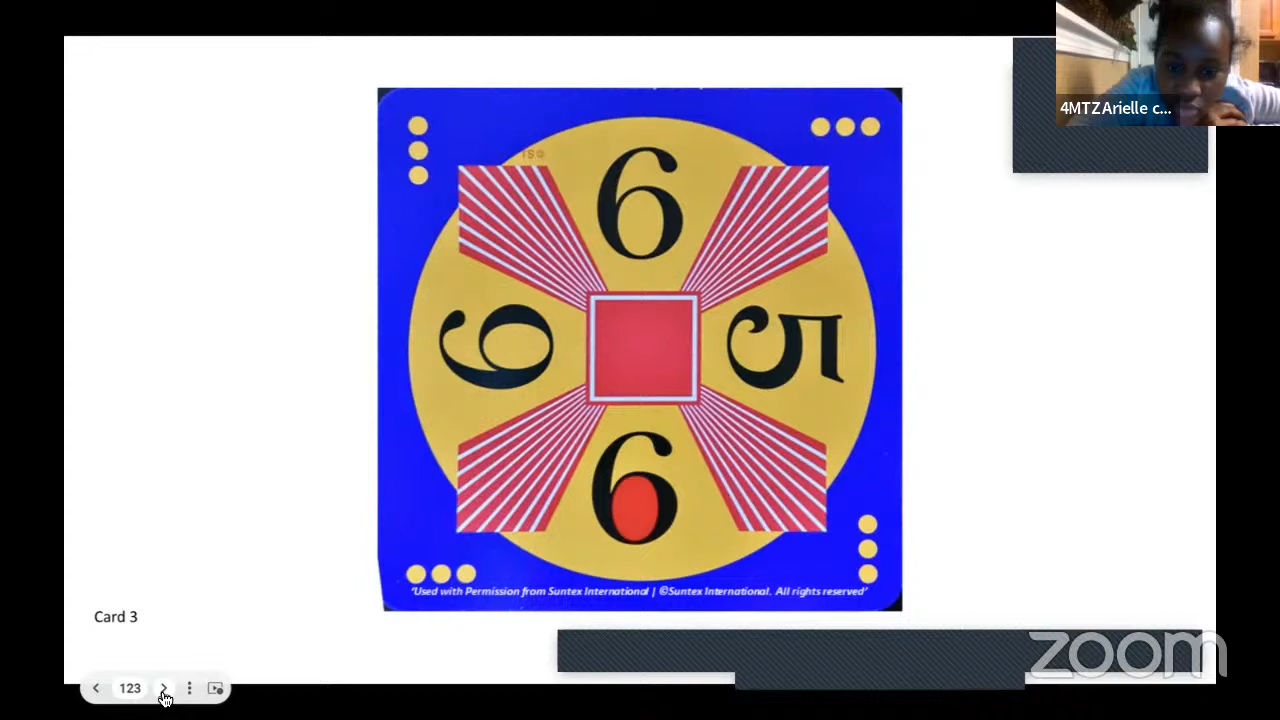 4MTZArielle c...
©SI
6
6
5
6
'Used with Permission from Suntex International | ©Suntex International. All rights reserved'
Card 3
zoom
123